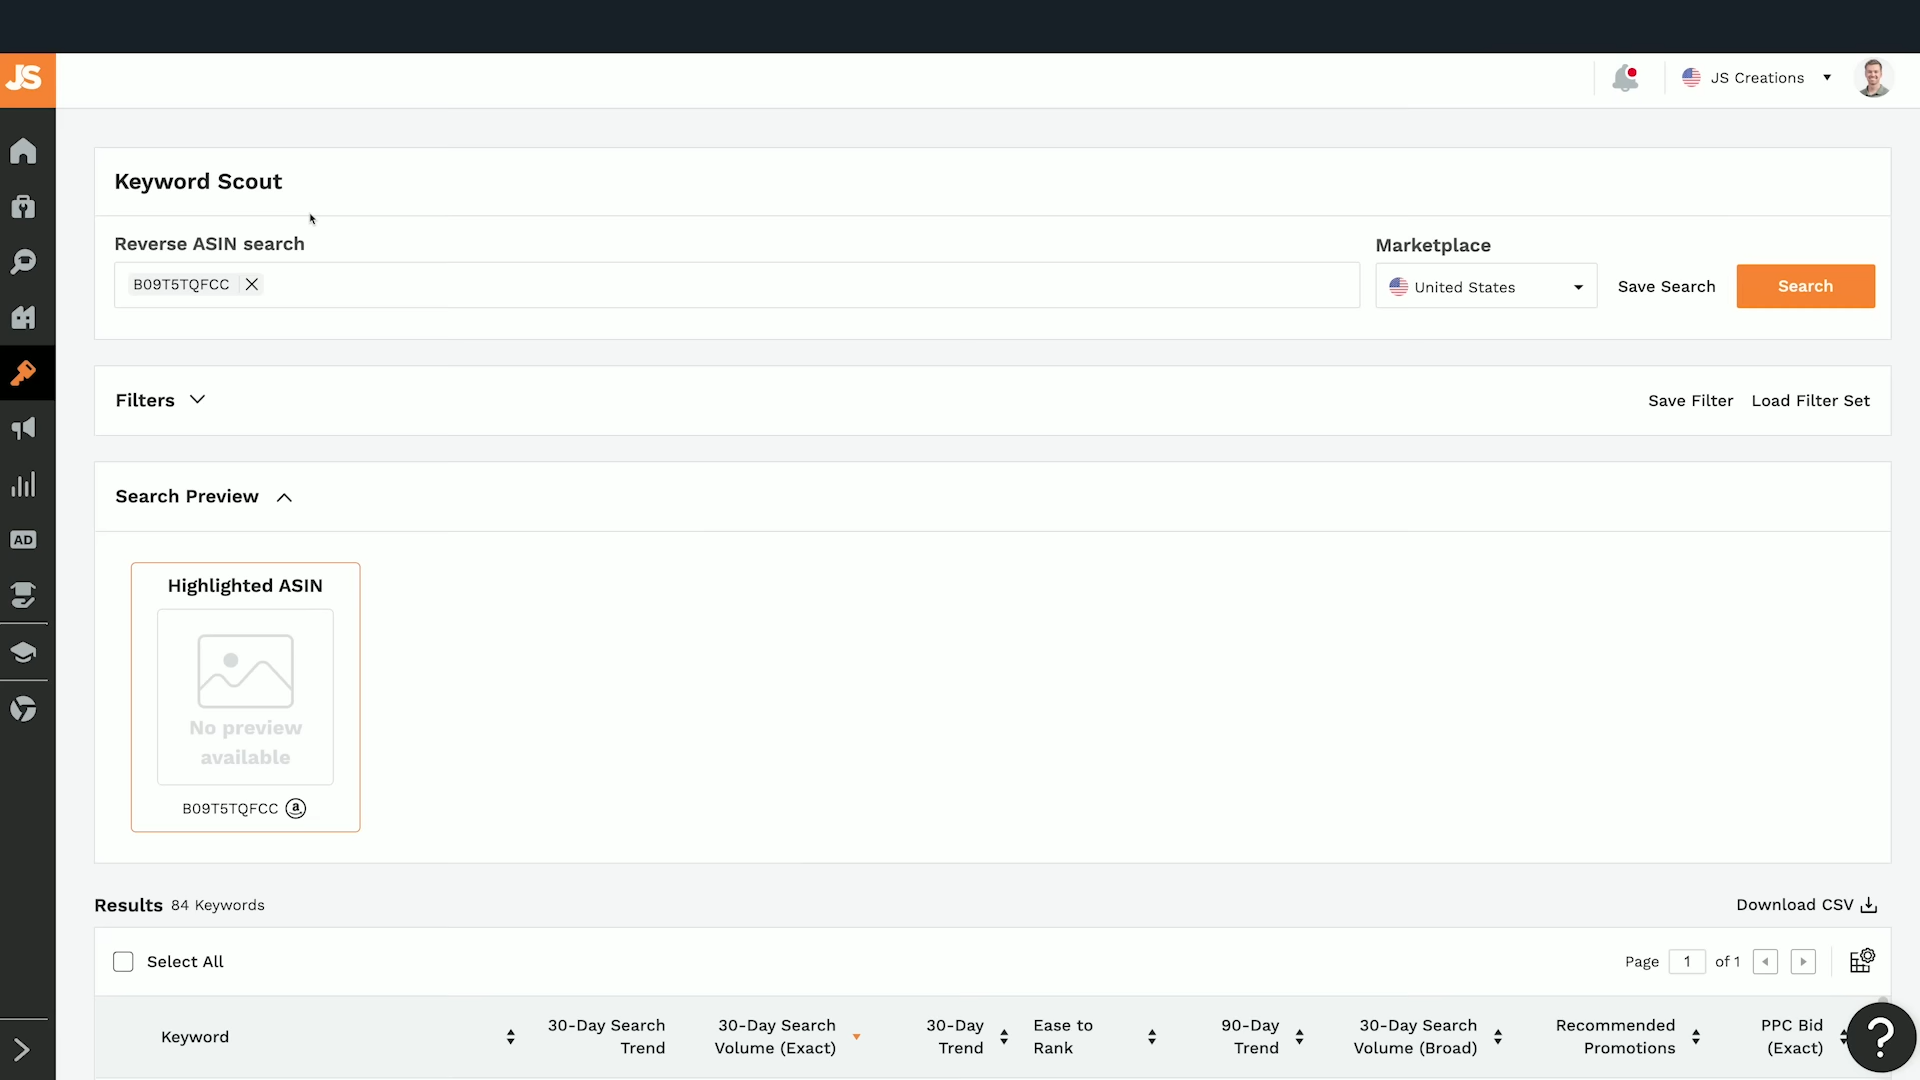 JS
JS Creations
Keyword Scout
Reverse ASIN search
Marketplace
B09T5TQFCC
United States
Save Search
Search
Filters
Save Filter
Load Filter Set
Search Preview
Highlighted ASIN
No preview
available
B09T5TQFCC
a
Results 84 Keywords
Download CSV
Select All
Page 1 of 1
AD
Keyword
30-Day Search
Trend
30-Day Search
Volume (Exact)
30-Day
Trend
Ease to
Rank
90-Day
Trend
30-Day Search
Volume (Broad)
Recommended
Promotions
PPC Bid
(Exact)
?